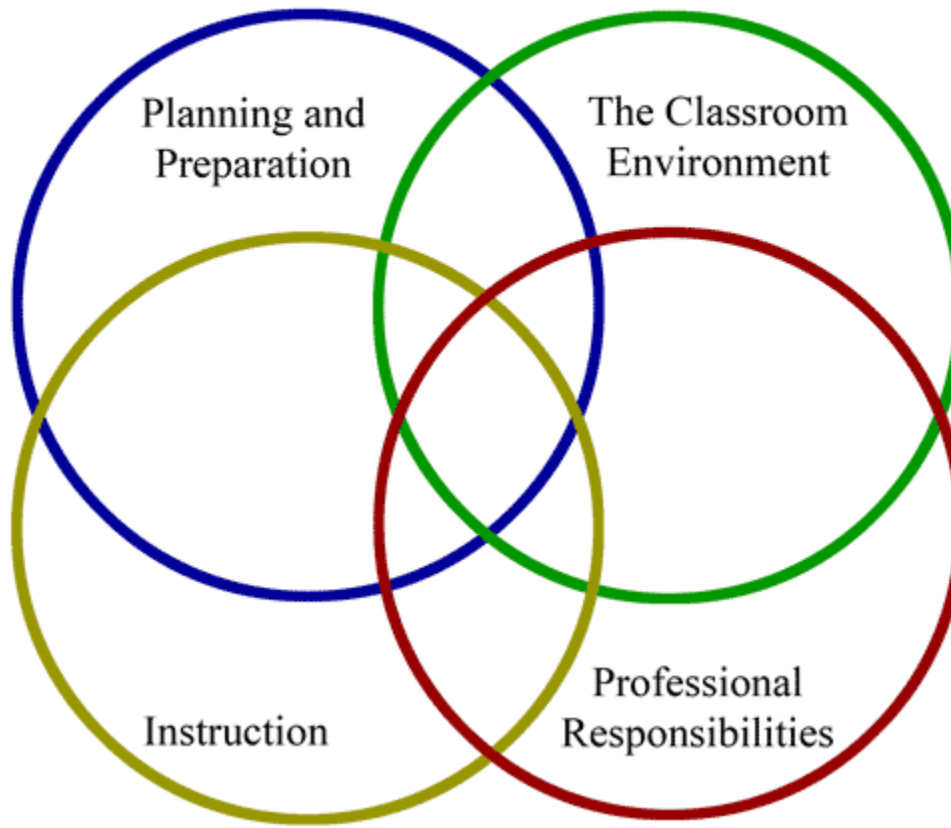 Planning and
Preparation
The Classroom
Environment
Instruction
Professional
Responsibilities